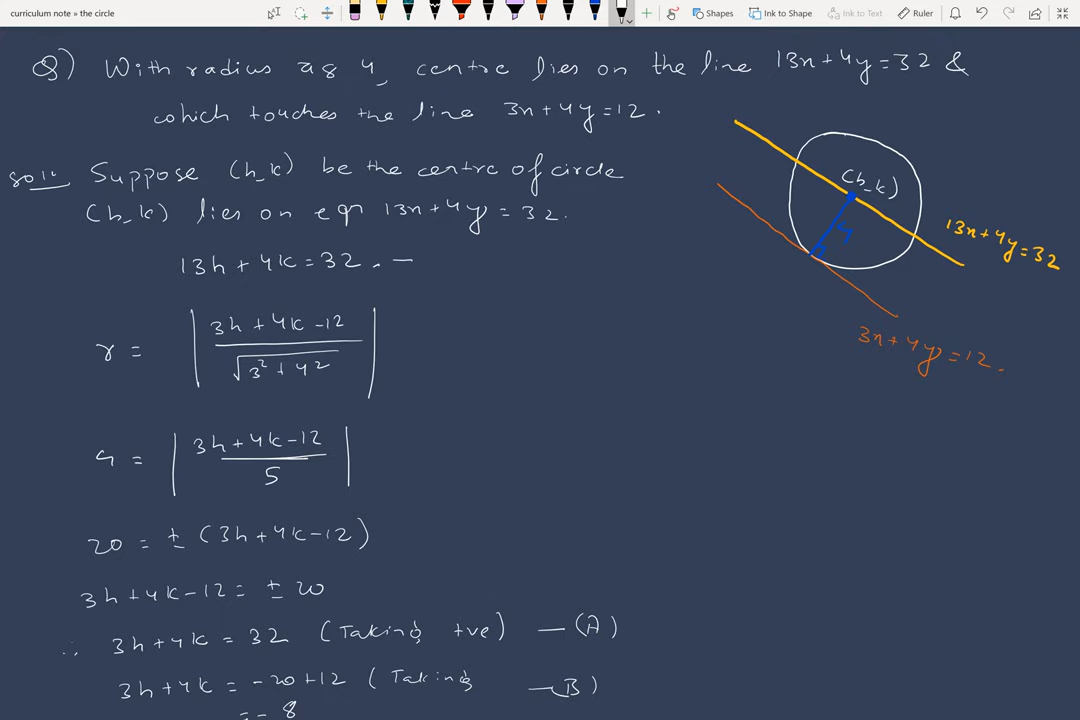 curriculum note » the circle
Shapes Ink to Shape Ink to Text Ruler
Q) With radius as 4, centre lies on the line 13x+4y=32 &
which touches the line 3x+4y=12.
Sol: Suppose (h,k) be the centre of circle
(h,k) lies on eqn 13x+4y=32.
13h+4k=32. —
r = | 3h+4k-12 / √3²+4² |
4 = | 3h+4k-12 / 5 |
20 = ± (3h+4k-12)
3h+4k-12 = ± 20
∴ 3h+4k = 32 (Taking +ve) — (A)
3h+4k = -20+12 (Taking — B)
= -8
(h,k)
4
13x+4y=32
3x+4y=12.